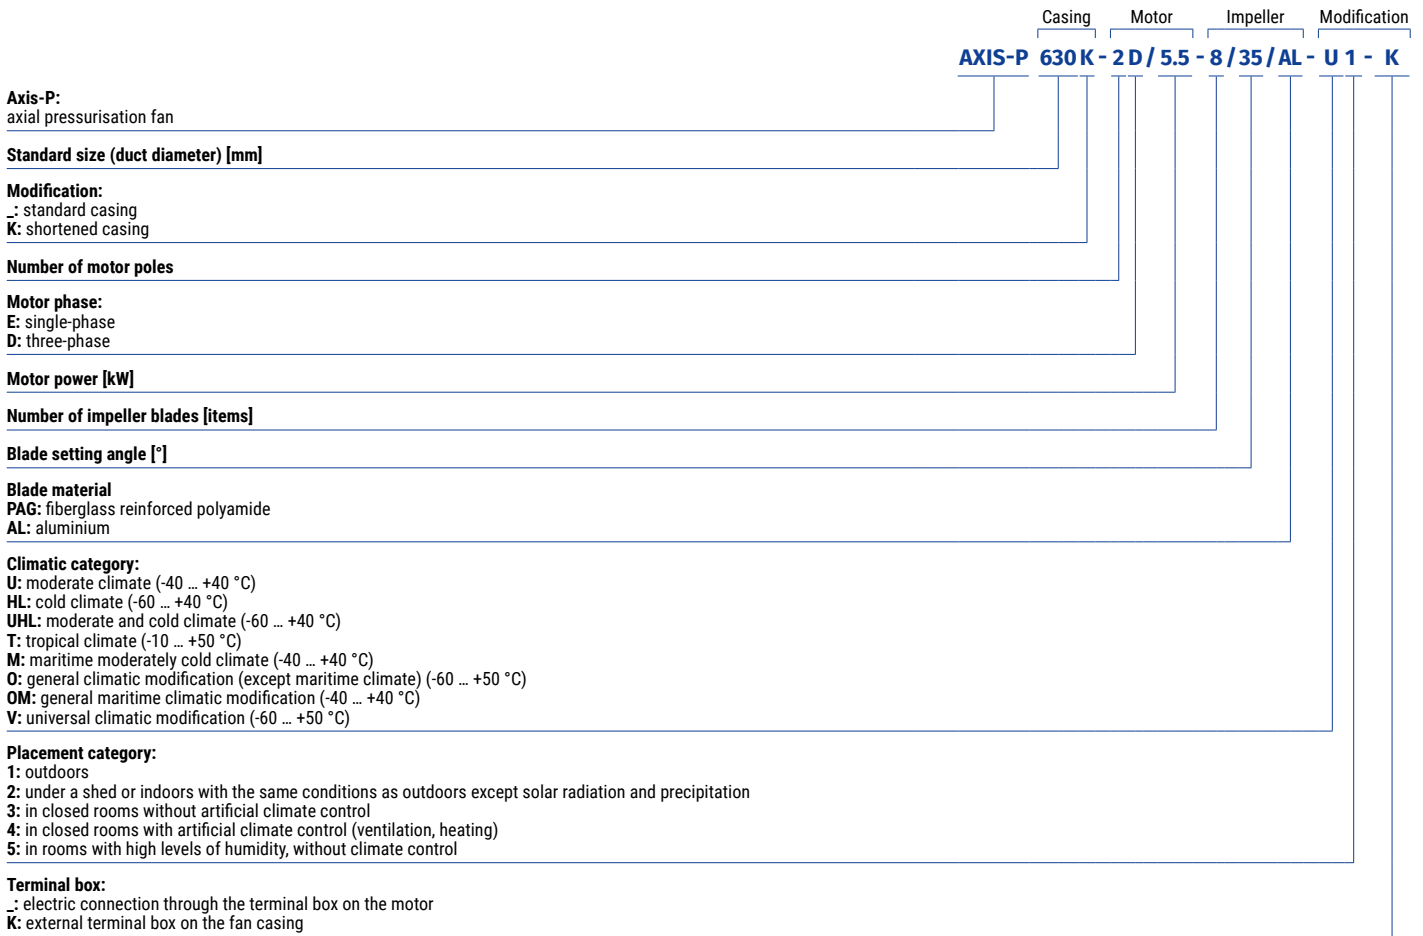 Casing Motor Impeller Modification
AXIS-P 630 K - 2 D / 5.5 - 8 / 35 / AL - U 1 - K
Axis-P:
axial pressurisation fan
Standard size (duct diameter) [mm]
Modification:
_: standard casing
K: shortened casing
Number of motor poles
Motor phase:
E: single-phase
D: three-phase
Motor power [kW]
Number of impeller blades [items]
Blade setting angle [°]
Blade material
PAG: fiberglass reinforced polyamide
AL: aluminium
Climatic category:
U: moderate climate (-40 ... +40 °C)
HL: cold climate (-60 ... +40 °C)
UHL: moderate and cold climate (-60 ... +40 °C)
T: tropical climate (-10 ... +50 °C)
M: maritime moderately cold climate (-40 ... +40 °C)
O: general climatic modification (except maritime climate) (-60 ... +50 °C)
OM: general maritime climatic modification (-40 ... +40 °C)
V: universal climatic modification (-60 ... +50 °C)
Placement category:
1: outdoors
2: under a shed or indoors with the same conditions as outdoors except solar radiation and precipitation
3: in closed rooms without artificial climate control
4: in closed rooms with artificial climate control (ventilation, heating)
5: in rooms with high levels of humidity, without climate control
Terminal box:
_: electric connection through the terminal box on the motor
K: external terminal box on the fan casing